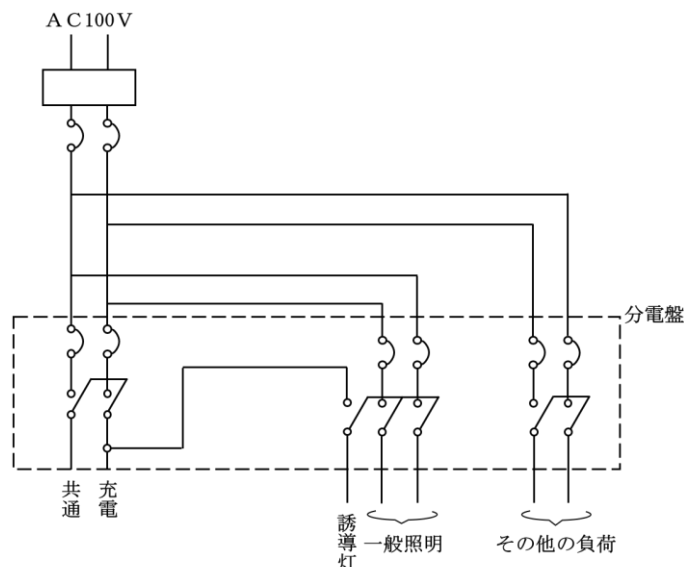 ＡＣ100Ｖ
分電盤
共通
充電
誘導灯
一般照明
その他の負荷